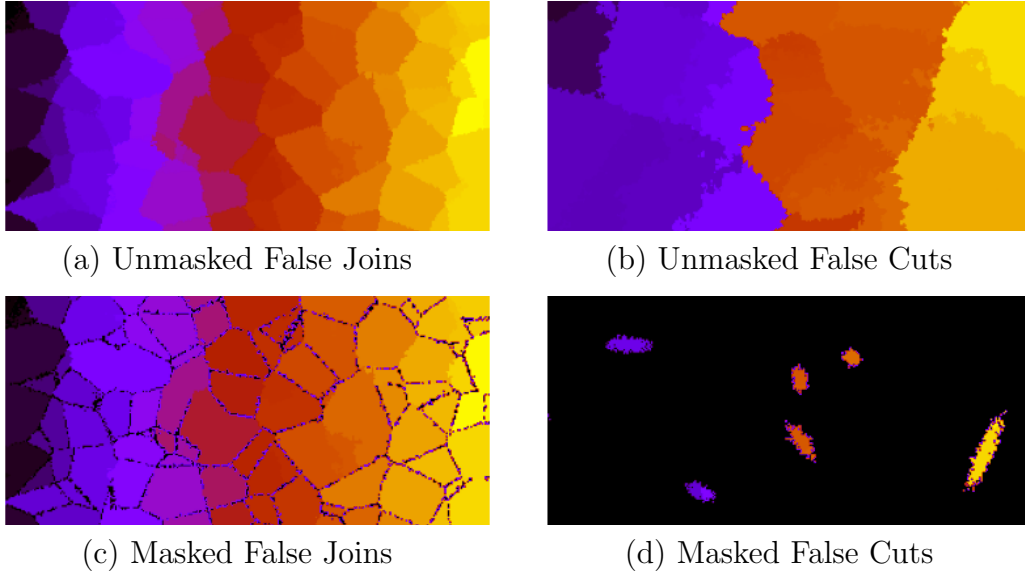 (a) Unmasked False Joins
(b) Unmasked False Cuts
(c) Masked False Joins
(d) Masked False Cuts